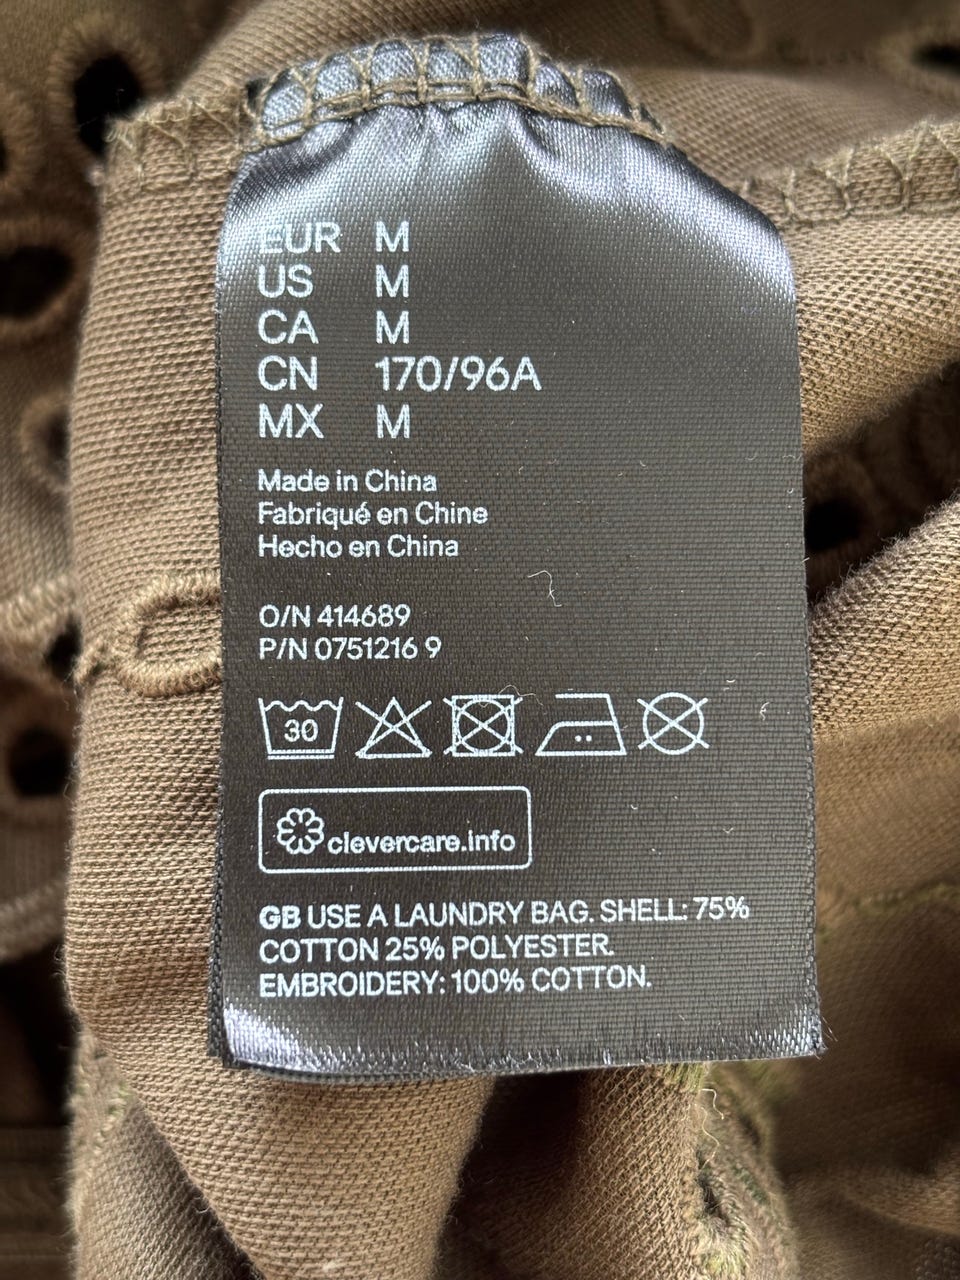 EUR M
US M
CA M
CN 170/96A
MX M
Made in China
Fabriqué en Chine
Hecho en China
O/N 414689
P/N 0751216 9
30
clevercare.info
GB USE A LAUNDRY BAG. SHELL: 75%
COTTON 25% POLYESTER.
EMBROIDERY: 100% COTTON.